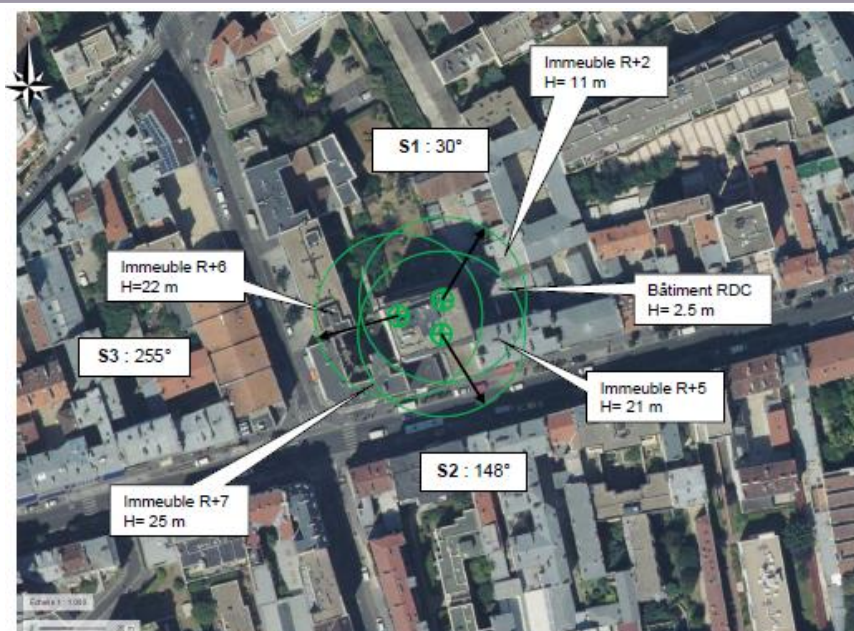 Immeuble R+2
H= 11 m
S1 : 30°
Immeuble R+6
H=22 m
Bâtiment RDC
H= 2.5 m
S3 : 255°
Immeuble R+5
H= 21 m
S2 : 148°
Immeuble R+7
H= 25 m